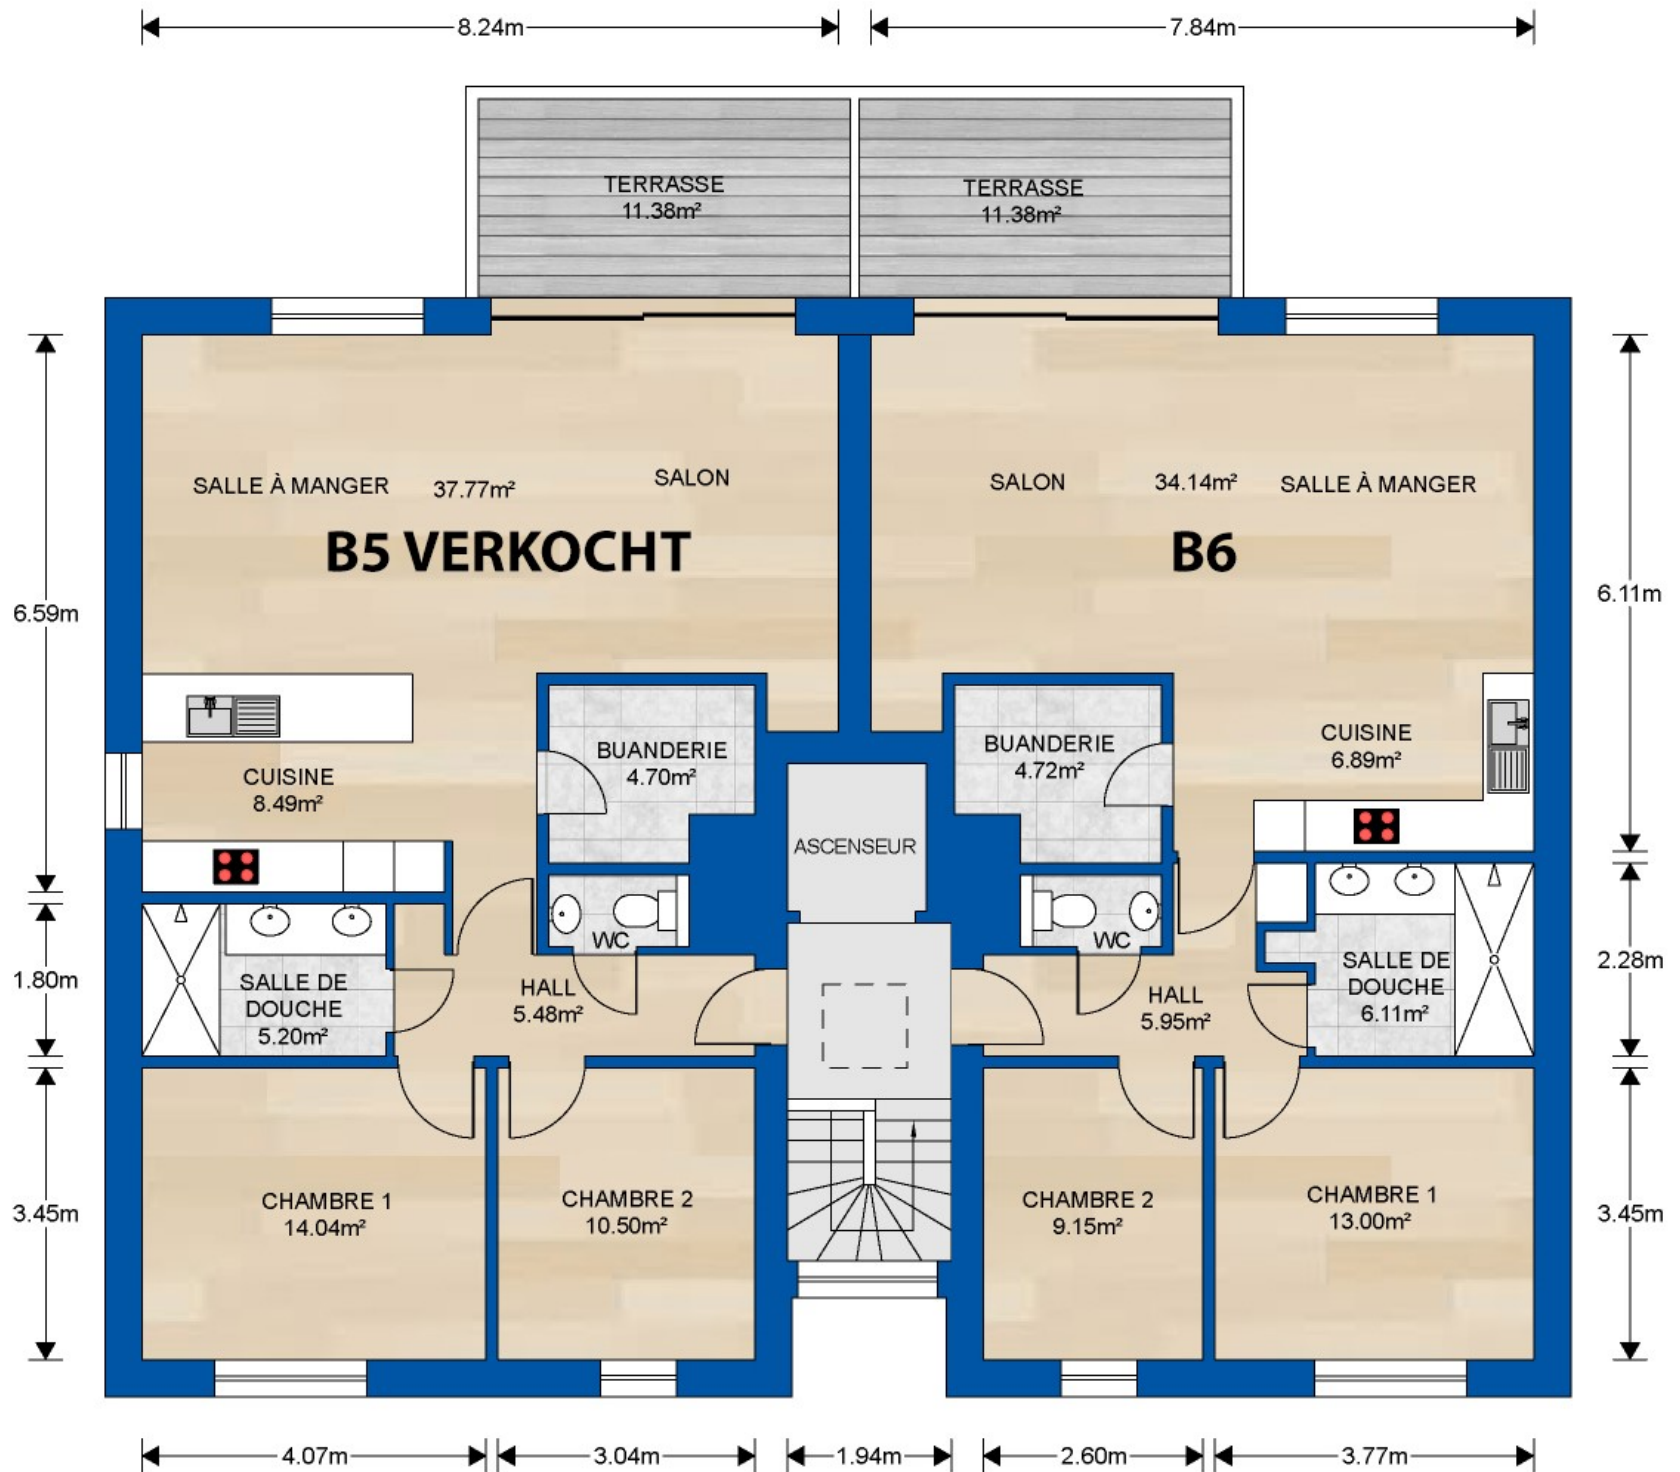 8.24m
7.84m
TERRASSE
11.38m²
TERRASSE
11.38m²
SALLE À MANGER 37.77m² SALON
SALON 34.14m² SALLE À MANGER
B5 VERKOCHT
B6
6.59m
6.11m
CUISINE
8.49m²
BUANDERIE
4.70m²
BUANDERIE
4.72m²
CUISINE
6.89m²
ASCENSEUR
WC
WC
1.80m
SALLE DE
DOUCHE
5.20m²
HALL
5.48m²
HALL
5.95m²
SALLE DE
DOUCHE
6.11m²
2.28m
3.45m
CHAMBRE 1
14.04m²
CHAMBRE 2
10.50m²
CHAMBRE 2
9.15m²
CHAMBRE 1
13.00m²
3.45m
4.07m
3.04m
1.94m
2.60m
3.77m